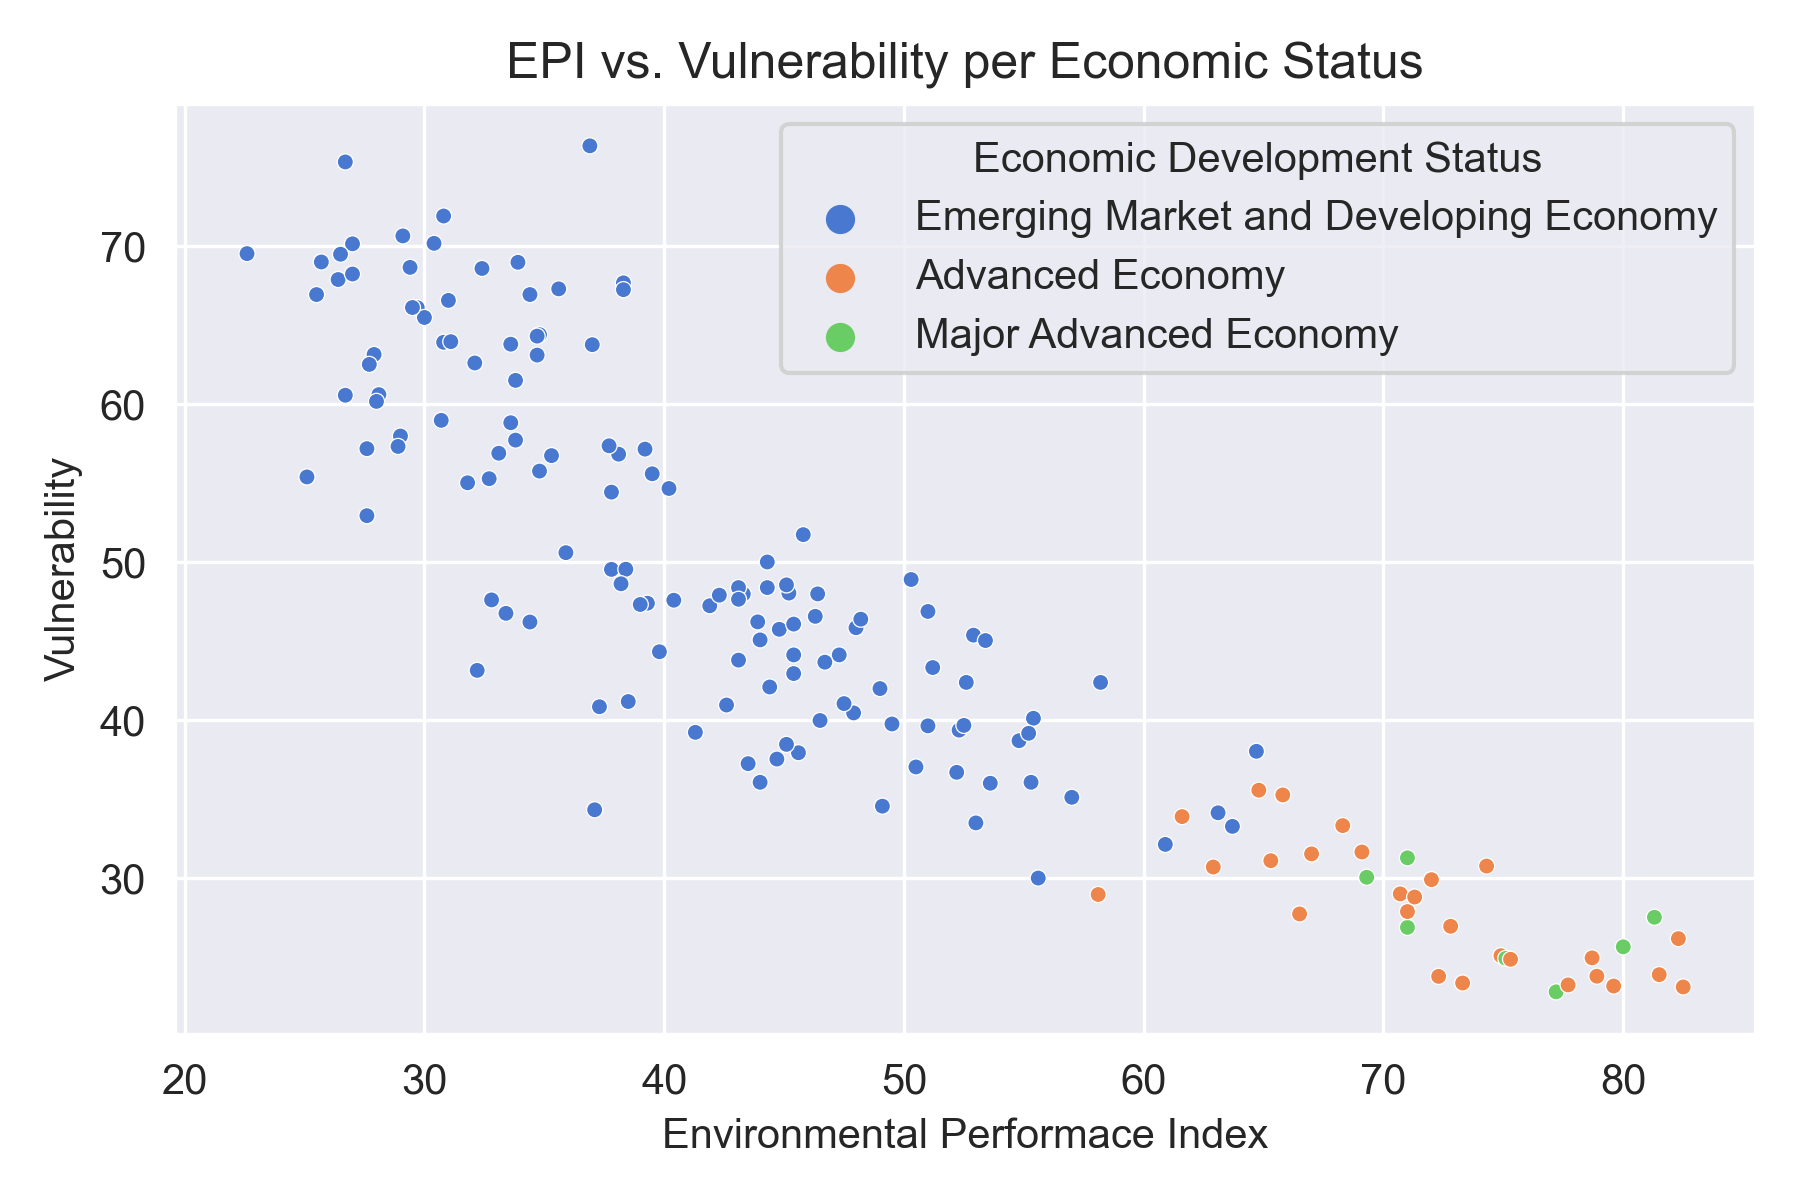 EPI vs. Vulnerability per Economic Status
Economic Development Status
Emerging Market and Developing Economy
Advanced Economy
Major Advanced Economy
70
60
50
40
30
Vulnerability
20 30 40 50 60 70 80
Environmental Performace Index